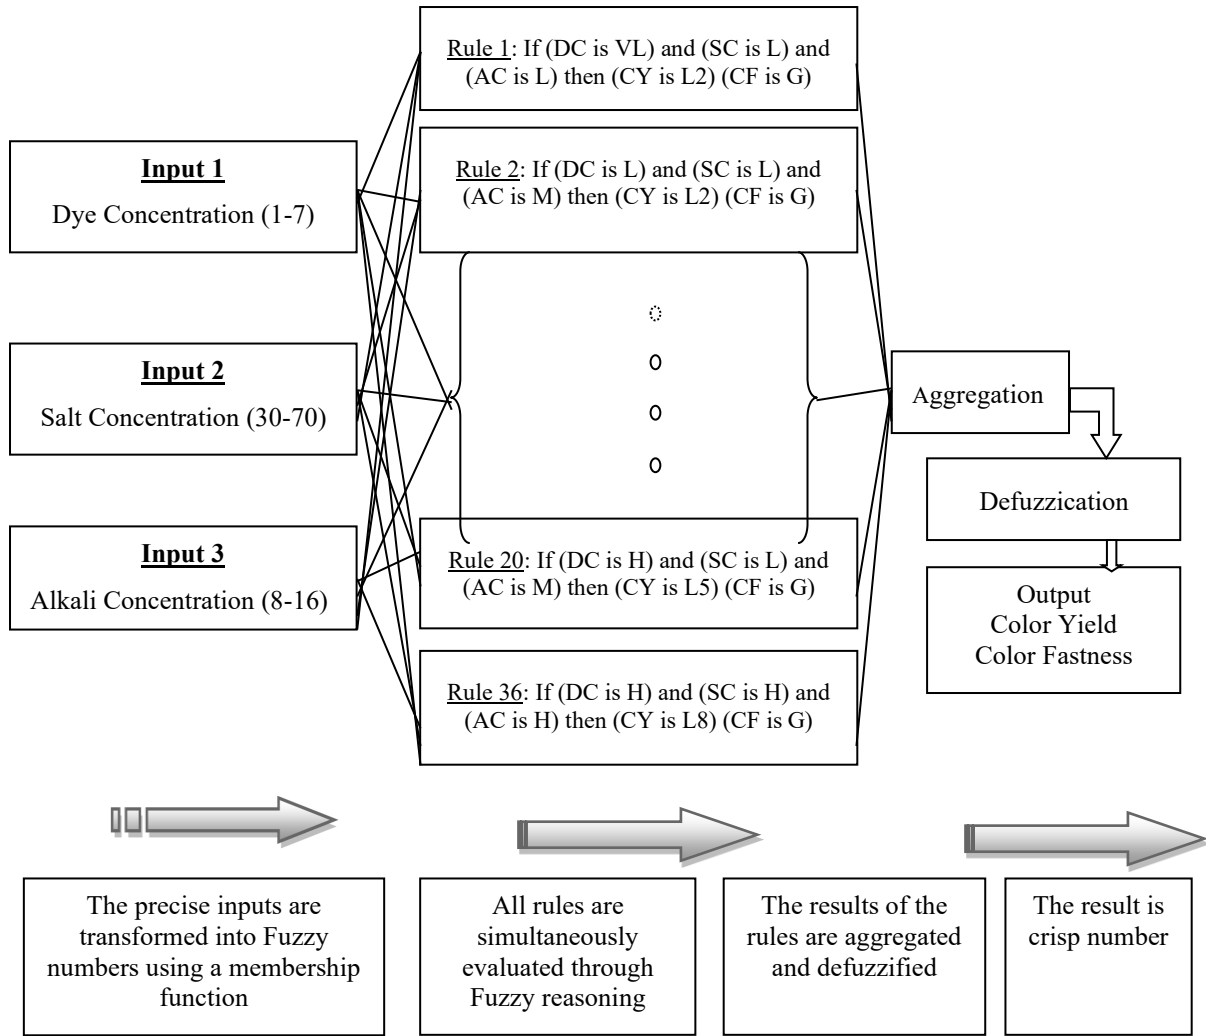 Rule 1: If (DC is VL) and (SC is L) and
(AC is L) then (CY is L2) (CF is G)
Input 1
Dye Concentration (1-7)
Rule 2: If (DC is L) and (SC is L) and
(AC is M) then (CY is L2) (CF is G)
Input 2
Salt Concentration (30-70)
Aggregation
Defuzzication
Input 3
Alkali Concentration (8-16)
Rule 20: If (DC is H) and (SC is L) and
(AC is M) then (CY is L5) (CF is G)
Output
Color Yield
Color Fastness
Rule 36: If (DC is H) and (SC is H) and
(AC is H) then (CY is L8) (CF is G)
The precise inputs are
transformed into Fuzzy
numbers using a membership
function
All rules are
simultaneously
evaluated through
Fuzzy reasoning
The results of the
rules are aggregated
and defuzzified
The result is
crisp number